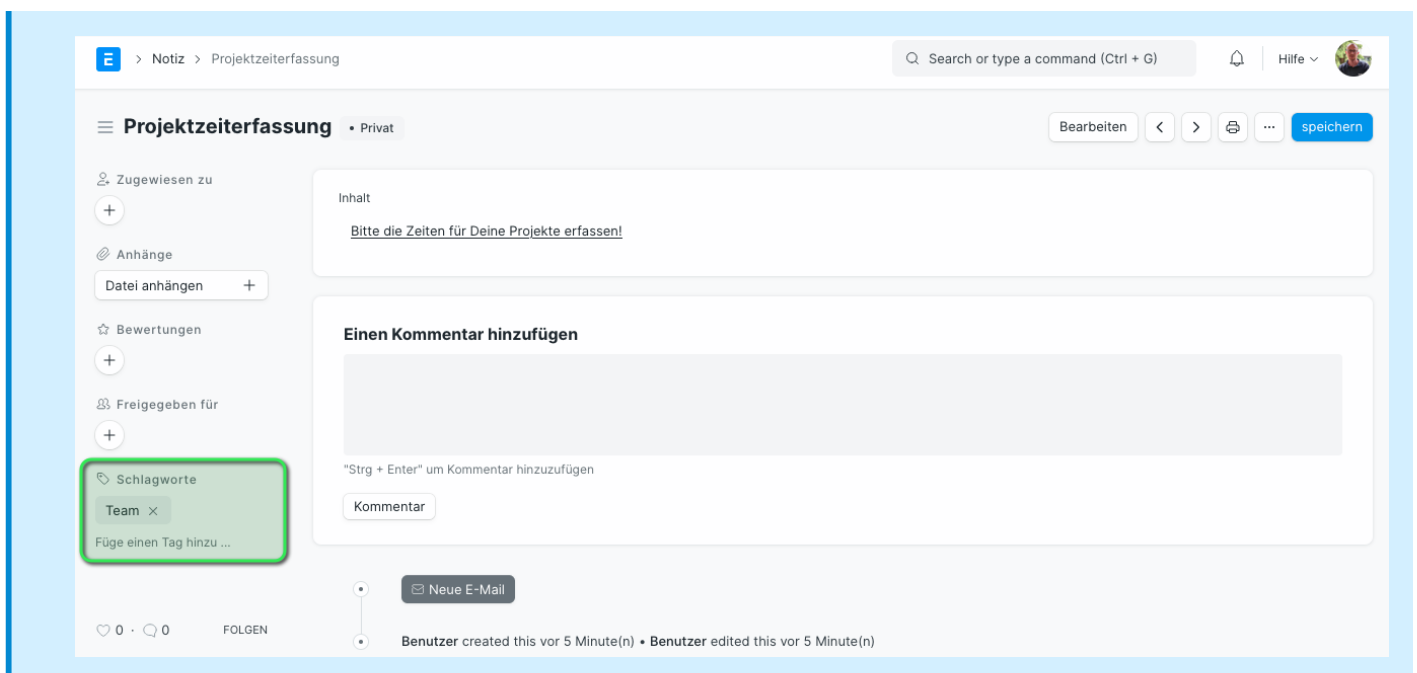 E > Notiz > Projektzeiterfassung
Search or type a command (Ctrl + G)
Hilfe
Projektzeiterfassung • Privat
Bearbeiten
speichern
Zugewiesen zu
Anhänge
Datei anhängen
Bewertungen
Freigegeben für
Schlagworte
Team ×
Füge einen Tag hinzu ...
0 · 0 FOLGEN
Inhalt
Bitte die Zeiten für Deine Projekte erfassen!
Einen Kommentar hinzufügen
"Strg + Enter" um Kommentar hinzuzufügen
Kommentar
Neue E-Mail
Benutzer created this vor 5 Minute(n) • Benutzer edited this vor 5 Minute(n)